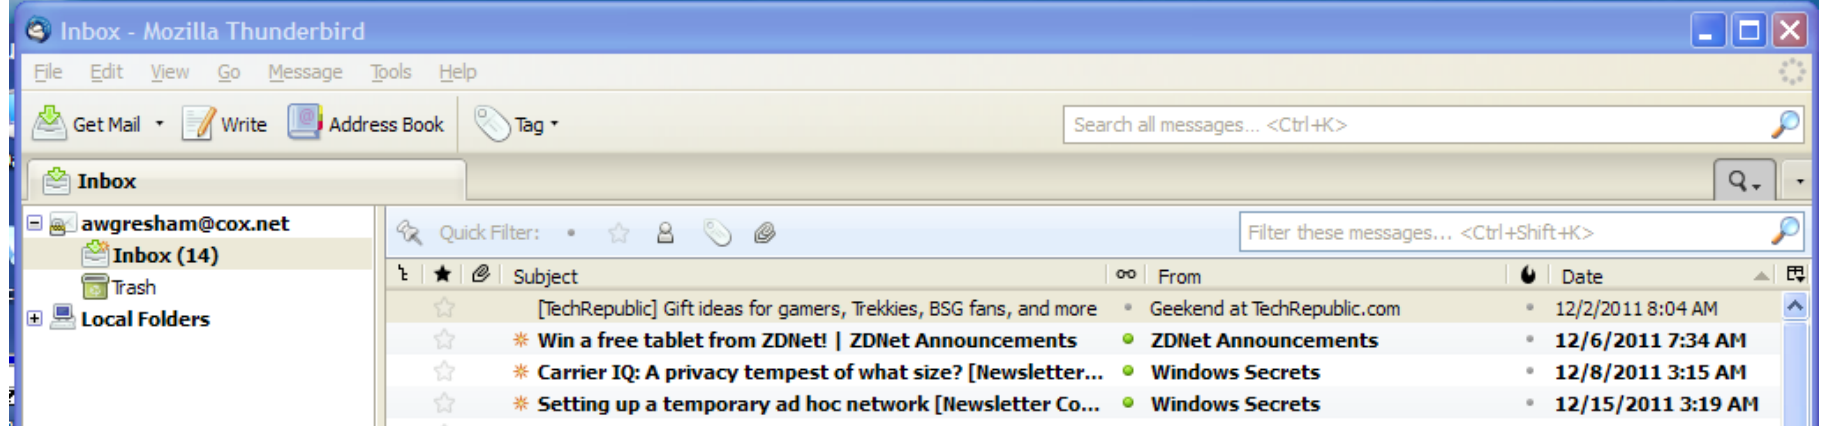 Inbox - Mozilla Thunderbird
File Edit View Go Message Tools Help
Get Mail Write Address Book Tag Search all messages... <Ctrl+K>
Inbox
awgresham@cox.net Quick Filter: Filter these messages... <Ctrl+Shift+K>
Inbox (14)
Subject From Date
Trash
[TechRepublic] Gift ideas for gamers, Trekkies, BSG fans, and more Geekend at TechRepublic.com 12/2/2011 8:04 AM
Local Folders
Win a free tablet from ZDNet! | ZDNet Announcements ZDNet Announcements 12/6/2011 7:34 AM
Carrier IQ: A privacy tempest of what size? [Newsletter... Windows Secrets 12/8/2011 3:15 AM
Setting up a temporary ad hoc network [Newsletter Co... Windows Secrets 12/15/2011 3:19 AM